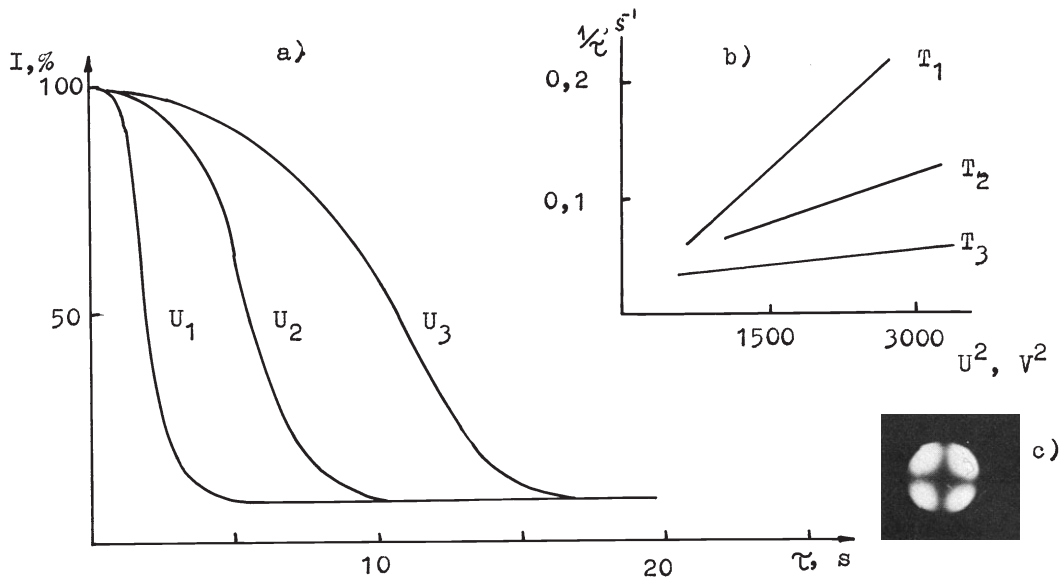 a)
I,%
100
50
U1
U2
U3
10
20
τ, s
b)
1/τ, s⁻¹
0,2
0,1
T1
T2
T3
1500
3000
U², V²
c)